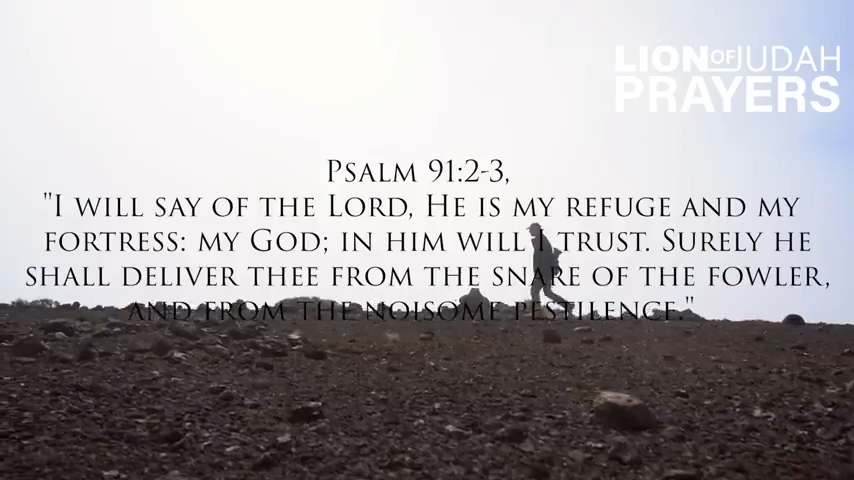 LION OF JUDAH
PRAYERS
Psalm 91:2-3,
"I will say of the Lord, He is my refuge and my
fortress: my God; in him will I trust. Surely he
shall deliver thee from the snare of the fowler,
and from the noisome pestilence."